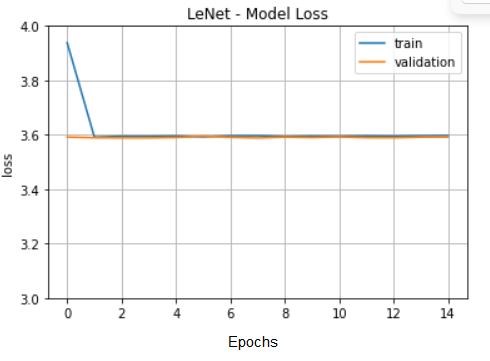 LeNet - Model Loss
4.0
3.8
3.6
3.4
3.2
3.0
loss
train
validation
0 2 4 6 8 10 12 14
Epochs